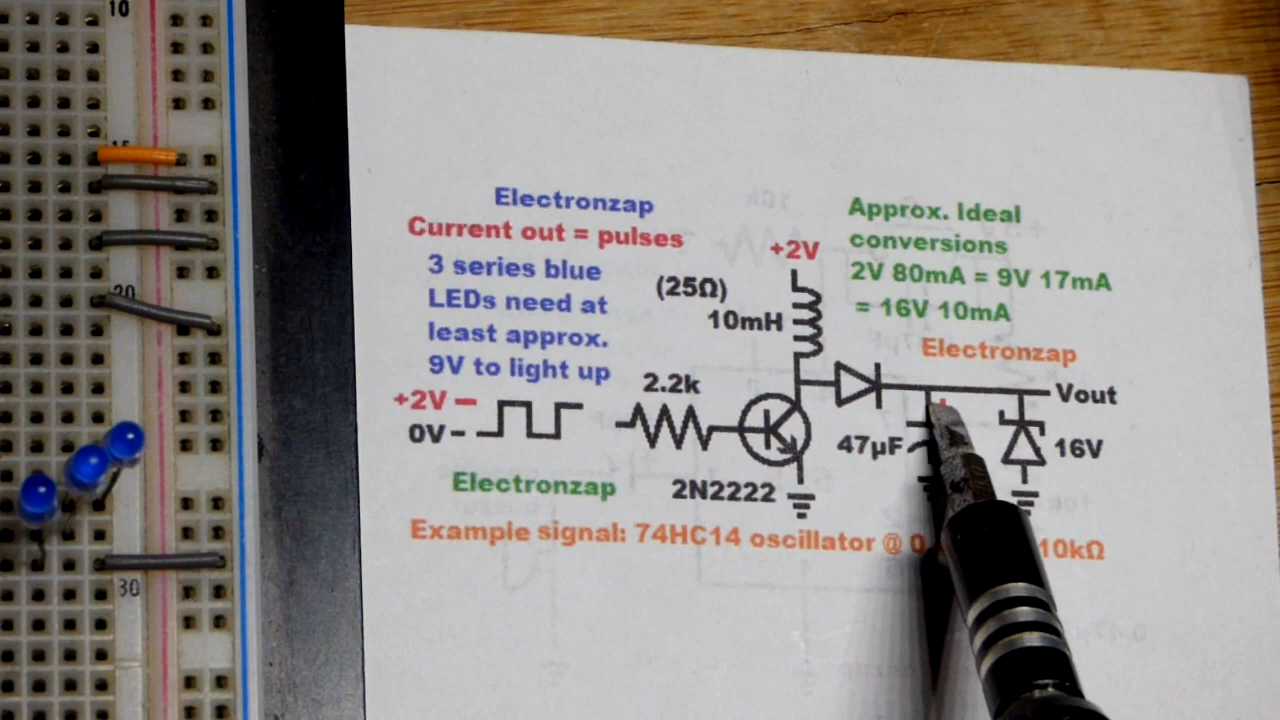 10
15
20
30
Electronzap
Current out = pulses
3 series blue
LEDs need at
least approx.
9V to light up
Approx. Ideal
conversions
2V 80mA = 9V 17mA
= 16V 10mA
+2V
(25Ω)
10mH
Electronzap
Vout
2.2k
+2V
0V
47µF
16V
Electronzap
2N2222
Example signal: 74HC14 oscillator @ 10kΩ